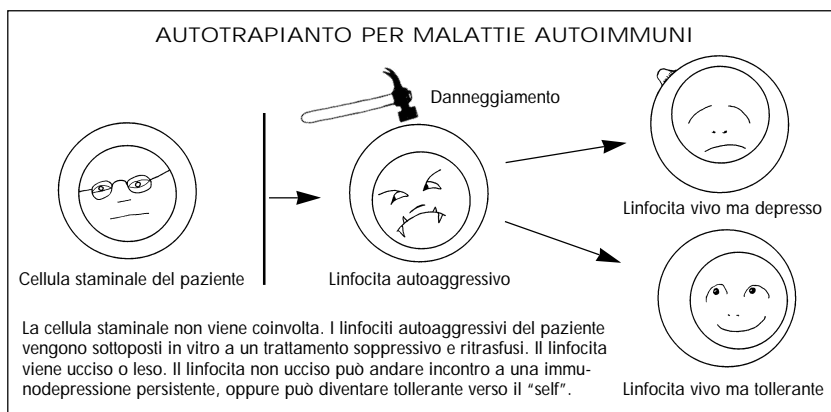 AUTOTRAPIANTO PER MALATTIE AUTOIMMUNI
Danneggiamento
Linfocita vivo ma depresso
Cellula staminale del paziente
Linfocita autoaggressivo
La cellula staminale non viene coinvolta. I linfociti autoaggressivi del paziente
vengono sottoposti in vitro a un trattamento soppressivo e ritrasfusi. Il linfocita
viene ucciso o leso. Il linfocita non ucciso può andare incontro a una immu-
nodepressione persistente, oppure può diventare tollerante verso il "self".
Linfocita vivo ma tollerante